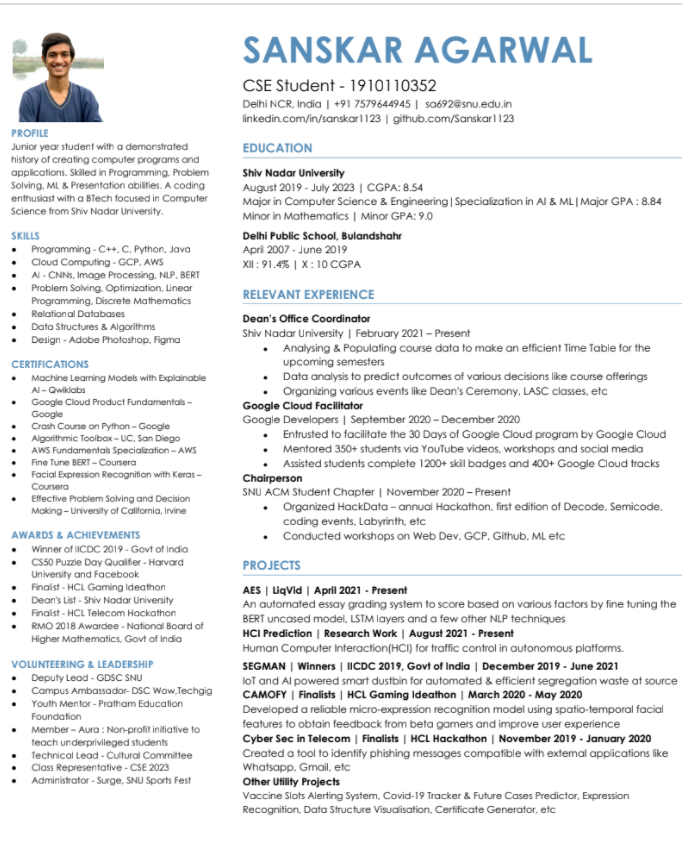 SANSKAR AGARWAL
CSE Student - 1910110352
Delhi NCR, India | +91 7579644945 | sa692@snu.edu.in
linkedin.com/in/sanskar1123 | github.com/Sanskar1123
PROFILE
Junior year student with a demonstrated
history of creating computer programs and
applications. Skilled in Programming, Problem
Solving, ML & Presentation abilities. A coding
enthusiast with a BTech focused in Computer
Science from Shiv Nadar University.
SKILLS
● Programming - C++, C, Python, Java
● Cloud Computing - GCP, AWS
● AI - CNNs, Image Processing, NLP, BERT
● Problem Solving, Optimization, Linear
Programming, Discrete Mathematics
● Relational Databases
● Data Structures & Algorithms
● Design - Adobe Photoshop, Figma
CERTIFICATIONS
● Machine Learning Models with Explainable
AI – Qwiklabs
● Google Cloud Product Fundamentals –
Google
● Crash Course on Python – Google
● Algorithmic Toolbox – UC, San Diego
● AWS Fundamentals Specialization – AWS
● Fine Tune BERT – Coursera
● Facial Expression Recognition with Keras –
Coursera
● Effective Problem Solving and Decision
Making – University of California, Irvine
AWARDS & ACHIEVEMENTS
● Winner of IICDC 2019 - Govt of India
● CS50 Puzzle Day Qualifier - Harvard
University and Facebook
● Finalist - HCL Gaming Ideathon
● Dean's List - Shiv Nadar University
● Finalist - HCL Telecom Hackathon
● RMO 2018 Awardee - National Board of
Higher Mathematics, Govt of India
VOLUNTEERING & LEADERSHIP
● Deputy Lead - GDSC SNU
● Campus Ambassador- DSC Wow,Techgig
● Youth Mentor - Pratham Education
Foundation
● Member – Aura : Non-profit initiative to
teach underprivileged students
● Technical Lead - Cultural Committee
● Class Representative - CSE 2023
● Administrator - Surge, SNU Sports Fest
EDUCATION
Shiv Nadar University
August 2019 - July 2023 | CGPA: 8.54
Major in Computer Science & Engineering|Specialization in AI & ML|Major GPA : 8.84
Minor in Mathematics | Minor GPA: 9.0
Delhi Public School, Bulandshahr
April 2007 - June 2019
XII : 91.4% | X : 10 CGPA
RELEVANT EXPERIENCE
Dean's Office Coordinator
Shiv Nadar University | February 2021 – Present
● Analysing & Populating course data to make an efficient Time Table for the
upcoming semesters
● Data analysis to predict outcomes of various decisions like course offerings
● Organizing various events like Dean's Ceremony, LASC classes, etc
Google Cloud Facilitator
Google Developers | September 2020 – December 2020
● Entrusted to facilitate the 30 Days of Google Cloud program by Google Cloud
● Mentored 350+ students via YouTube videos, workshops and social media
● Assisted students complete 1200+ skill badges and 400+ Google Cloud tracks
Chairperson
SNU ACM Student Chapter | November 2020 – Present
● Organized HackData – annual Hackathon, first edition of Decode, Semicode,
coding events, Labyrinth, etc
● Conducted workshops on Web Dev, GCP, Github, ML etc
PROJECTS
AES | LiqVid | April 2021 - Present
An automated essay grading system to score based on various factors by fine tuning the
BERT uncased model, LSTM layers and a few other NLP techniques
HCI Prediction | Research Work | August 2021 - Present
Human Computer Interaction(HCI) for traffic control in autonomous platforms.
SEGMAN | Winners | IICDC 2019, Govt of India | December 2019 - June 2021
IoT and AI powered smart dustbin for automated & efficient segregation waste at source
CAMOFY | Finalists | HCL Gaming Ideathon | March 2020 - May 2020
Developed a reliable micro-expression recognition model using spatio-temporal facial
features to obtain feedback from beta gamers and improve user experience
Cyber Sec in Telecom | Finalists | HCL Hackathon | November 2019 - January 2020
Created a tool to identify phishing messages compatible with external applications like
Whatsapp, Gmail, etc
Other Utility Projects
Vaccine Slots Alerting System, Covid-19 Tracker & Future Cases Predictor, Expression
Recognition, Data Structure Visualisation, Certificate Generator, etc